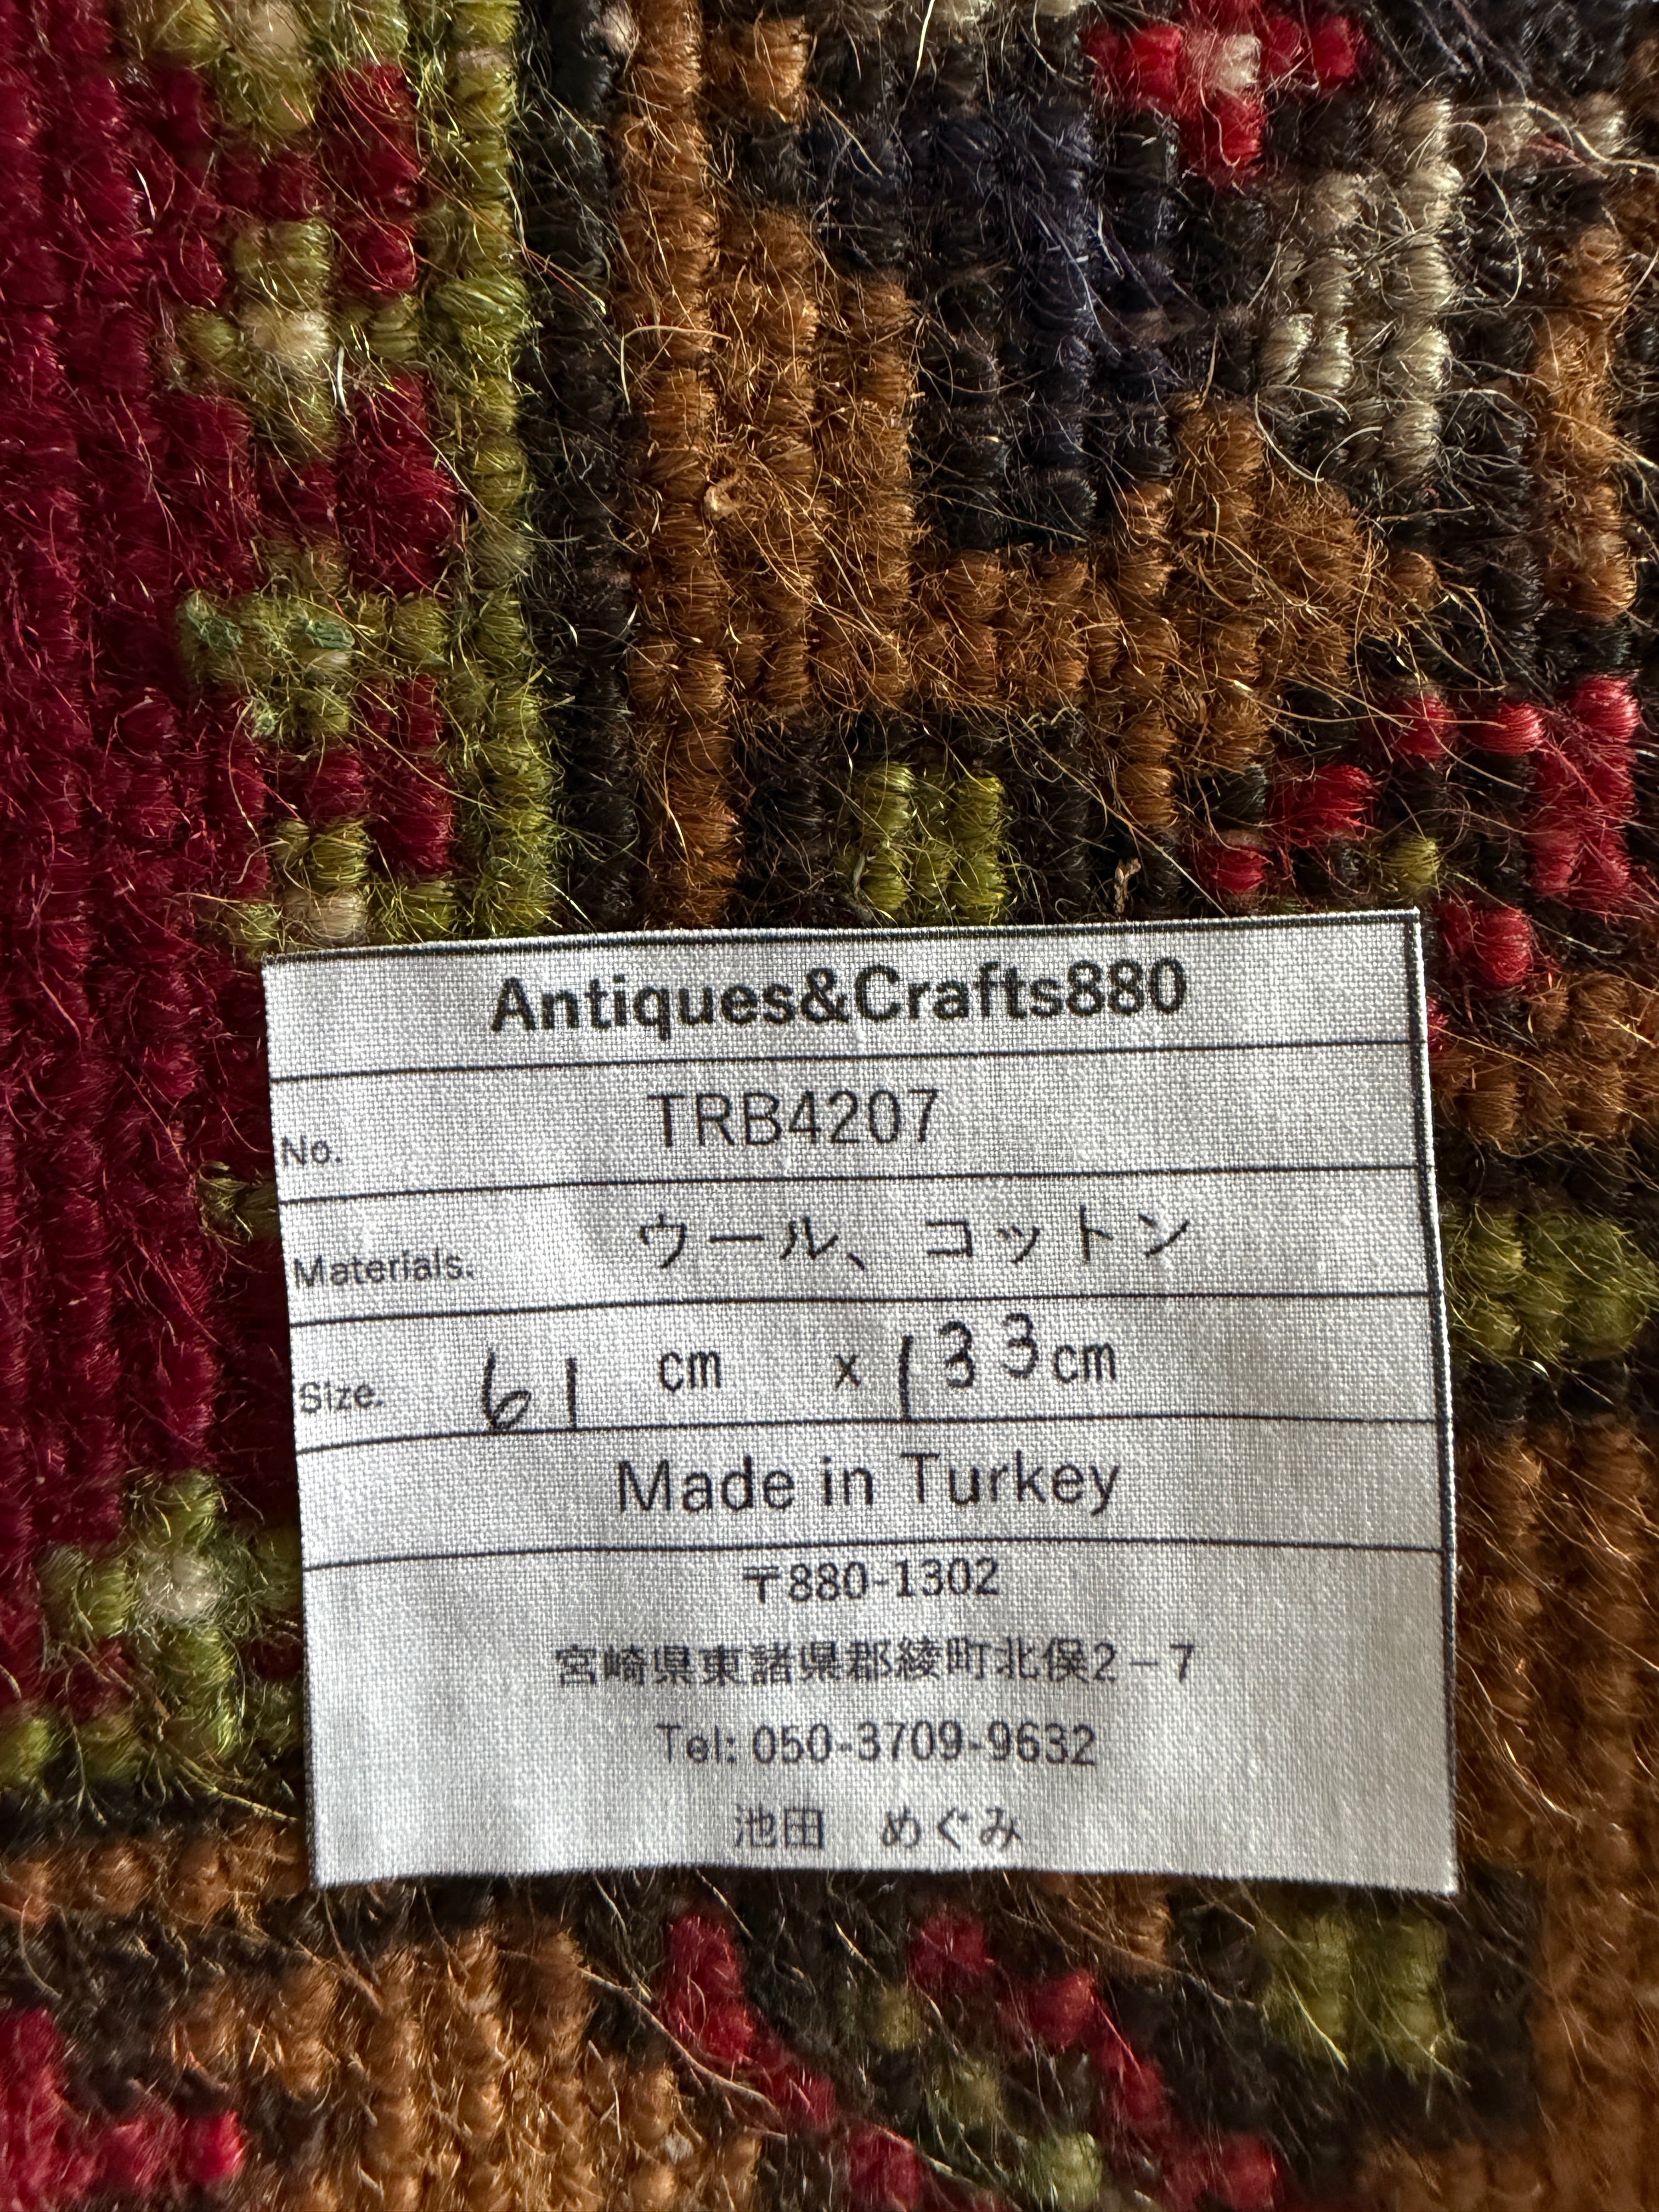 Antiques&Crafts880
No. TRB4207
Materials. ウール、コットン
Size. 61 cm x 133cm
Made in Turkey
〒880-1302
宮崎県東諸県郡綾町北俣2－7
Tel: 050-3709-9632
池田　めぐみ